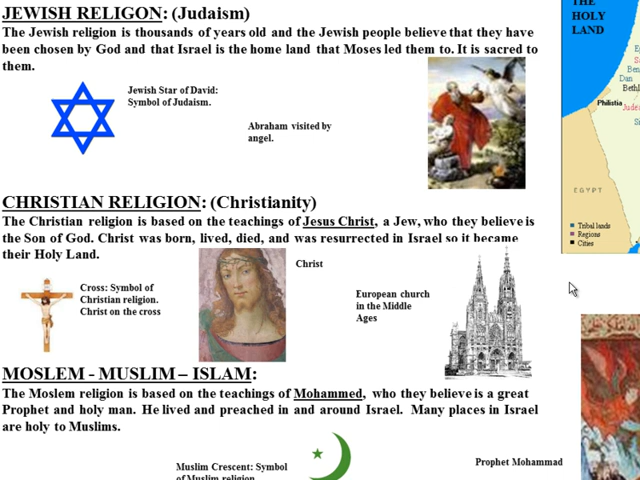 JEWISH RELIGON: (Judaism)
The Jewish religion is thousands of years old and the Jewish people believe that they have
been chosen by God and that Israel is the home land that Moses led them to. It is sacred to
them.
Jewish Star of David:
Symbol of Judaism.
Abraham visited by
angel.
CHRISTIAN RELIGION: (Christianity)
The Christian religion is based on the teachings of Jesus Christ, a Jew, who they believe is
the Son of God. Christ was born, lived, died, and was resurrected in Israel so it became
their Holy Land.
Cross: Symbol of
Christian religion.
Christ on the cross
Christ
European church
in the Middle
Ages
MOSLEM - MUSLIM – ISLAM:
The Moslem religion is based on the teachings of Mohammed, who they believe is a great
Prophet and holy man. He lived and preached in and around Israel. Many places in Israel
are holy to Muslims.
Muslim Crescent: Symbol
of Muslim religion
Prophet Mohammad
THE
HOLY
LAND
Dan
Philistia
EGYPT
Tribal lands
Regions
Cities